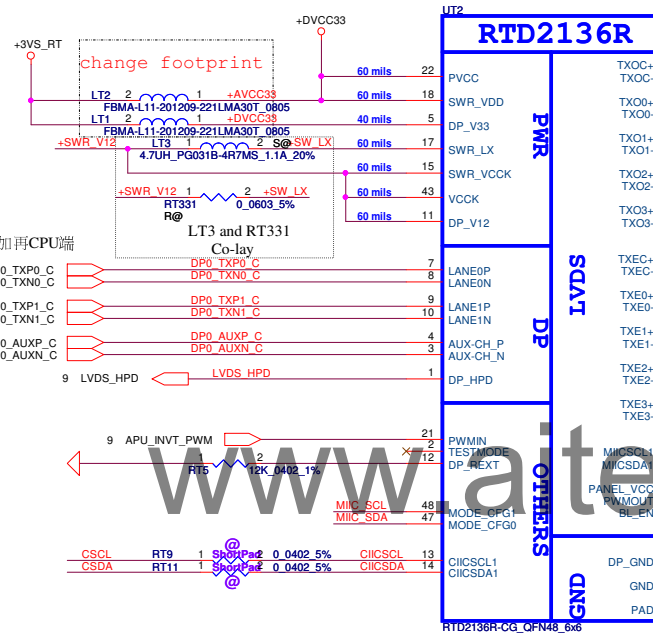 UT2
RTD2136R
+DVCC33
+3VS_RT
change footprint
LT2 2 1 +AVCC33
FBMA-L11-201209-221LMA30T_0805
LT1 2 1 +DVCC33
FBMA-L11-201209-221LMA30T_0805
+SWR_V12 LT3 1 2 S@ +SW_LX
4.7UH_PG031B-4R7MS_1.1A_20%
+SWR_V12 1 2 +SW_LX
RT331 0_0603_5%
R@
LT3 and RT331
Co-lay
60 mils 22 PVCC
60 mils 18 SWR_VDD
40 mils 5 DP_V33
60 mils 17 SWR_LX
60 mils 15 SWR_VCCK
60 mils 43 VCCK
60 mils 11 DP_V12
PWR
加再CPU端
0_TXP0_C DP0_TXP0_C 7 LANE0P
0_TXN0_C DP0_TXN0_C 8 LANE0N
0_TXP1_C DP0_TXP1_C 9 LANE1P
0_TXN1_C DP0_TXN1_C 10 LANE1N
0_AUXP_C DP0_AUXP_C 4 AUX-CH_P
0_AUXN_C DP0_AUXN_C 3 AUX-CH_N
9 LVDS_HPD LVDS_HPD 1 DP_HPD
DP
9 APU_INVT_PWM 21 PWMIN
2 TESTMODE
RT5 1 2 12K_0402_1% 12 DP_REXT
MIIC_SCL 48 MODE_CFG1
MIIC_SDA 47 MODE_CFG0
OTHERS
@
CSCL RT9 1 ShortPad 2 0_0402_5% CIICSCL 13 CIICSCL1
CSDA RT11 1 ShortPad 2 0_0402_5% CIICSDA 14 CIICSDA1
@
LVDS
TXOC+
TXOC-
TXO0+
TXO0-
TXO1+
TXO1-
TXO2+
TXO2-
TXO3+
TXO3-
TXEC+
TXEC-
TXE0+
TXE0-
TXE1+
TXE1-
TXE2+
TXE2-
TXE3+
TXE3-
MIICSCL1
MIICSDA1
PANEL_VCC
PWMOUT
BL_EN
GND
DP_GND
GND
PAD
RTD2136R-CG_QFN48_6x6
www.aite